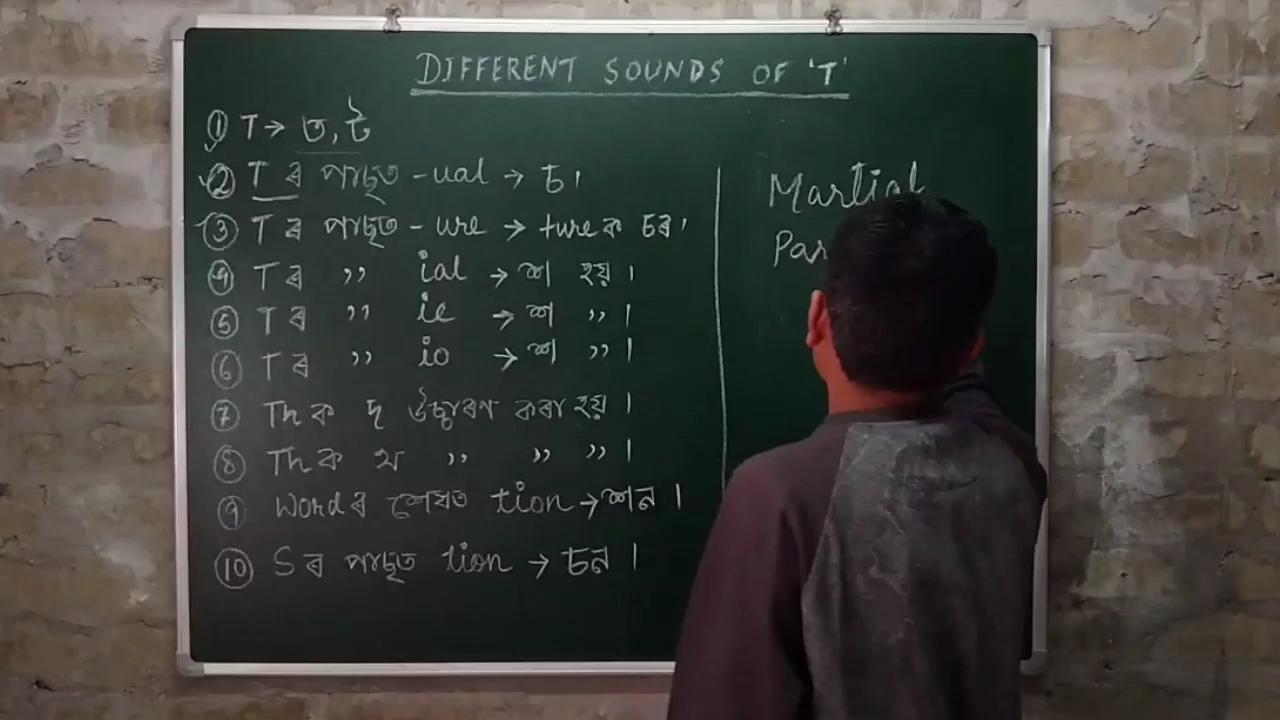 DIFFERENT SOUNDS OF 'T'
① T → ত, ট
② T ৰ পাছত - ual → চ।
③ T ৰ পাছত - ure → ture ক চৰ।
④ T ৰ ,, ial → শ্ব হয়।
⑤ T ৰ ,, ie → শ্ব ,, ।
⑥ T ৰ ,, io → শ্ব ,, ।
⑦ Th ক দ উচ্চাৰণ কৰা হয়।
⑧ Th ক থ ,, ,, ,, ।
⑨ Word ৰ শেষত tion → শ্বন।
⑩ S ৰ পাছত tion → চন।
Martial
Par